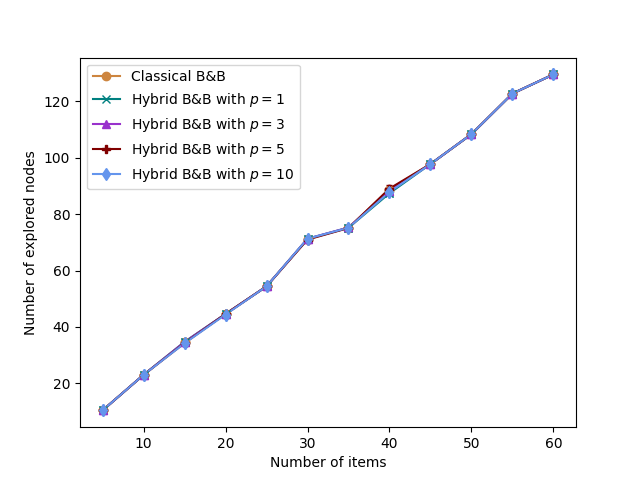 Classical B&B
Hybrid B&B with p = 1
Hybrid B&B with p = 3
Hybrid B&B with p = 5
Hybrid B&B with p = 10
Number of explored nodes
120
100
80
60
40
20
10 20 30 40 50 60
Number of items